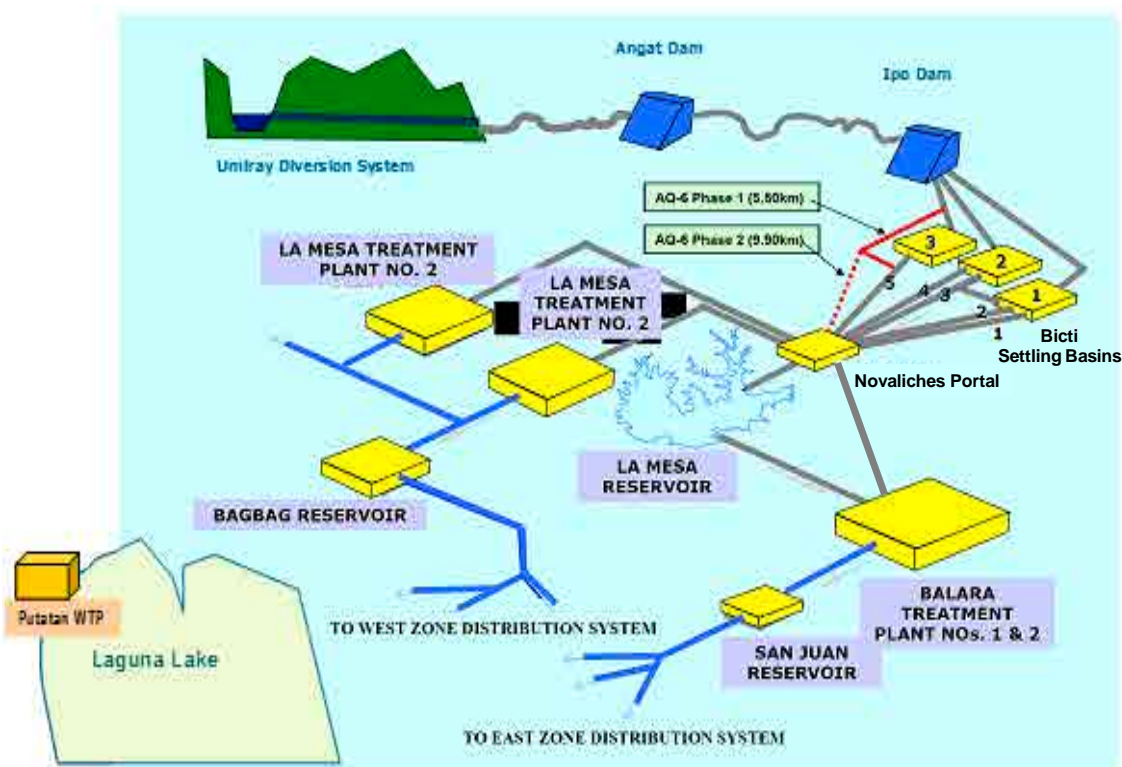 Angat Dam
Ipo Dam
Umiray Diversion System
AQ-6 Phase 1 (5.50km)
AQ-6 Phase 2 (9.90km)
LA MESA TREATMENT
PLANT NO. 2
LA MESA
TREATMENT
PLANT NO. 2
3
2
1
5
4
3
2
1
Bicti
Settling Basins
Novaliches Portal
LA MESA
RESERVOIR
BAGBAG RESERVOIR
Putatan WTP
Laguna Lake
TO WEST ZONE DISTRIBUTION SYSTEM
BALARA
TREATMENT
PLANT NOs. 1 & 2
SAN JUAN
RESERVOIR
TO EAST ZONE DISTRIBUTION SYSTEM